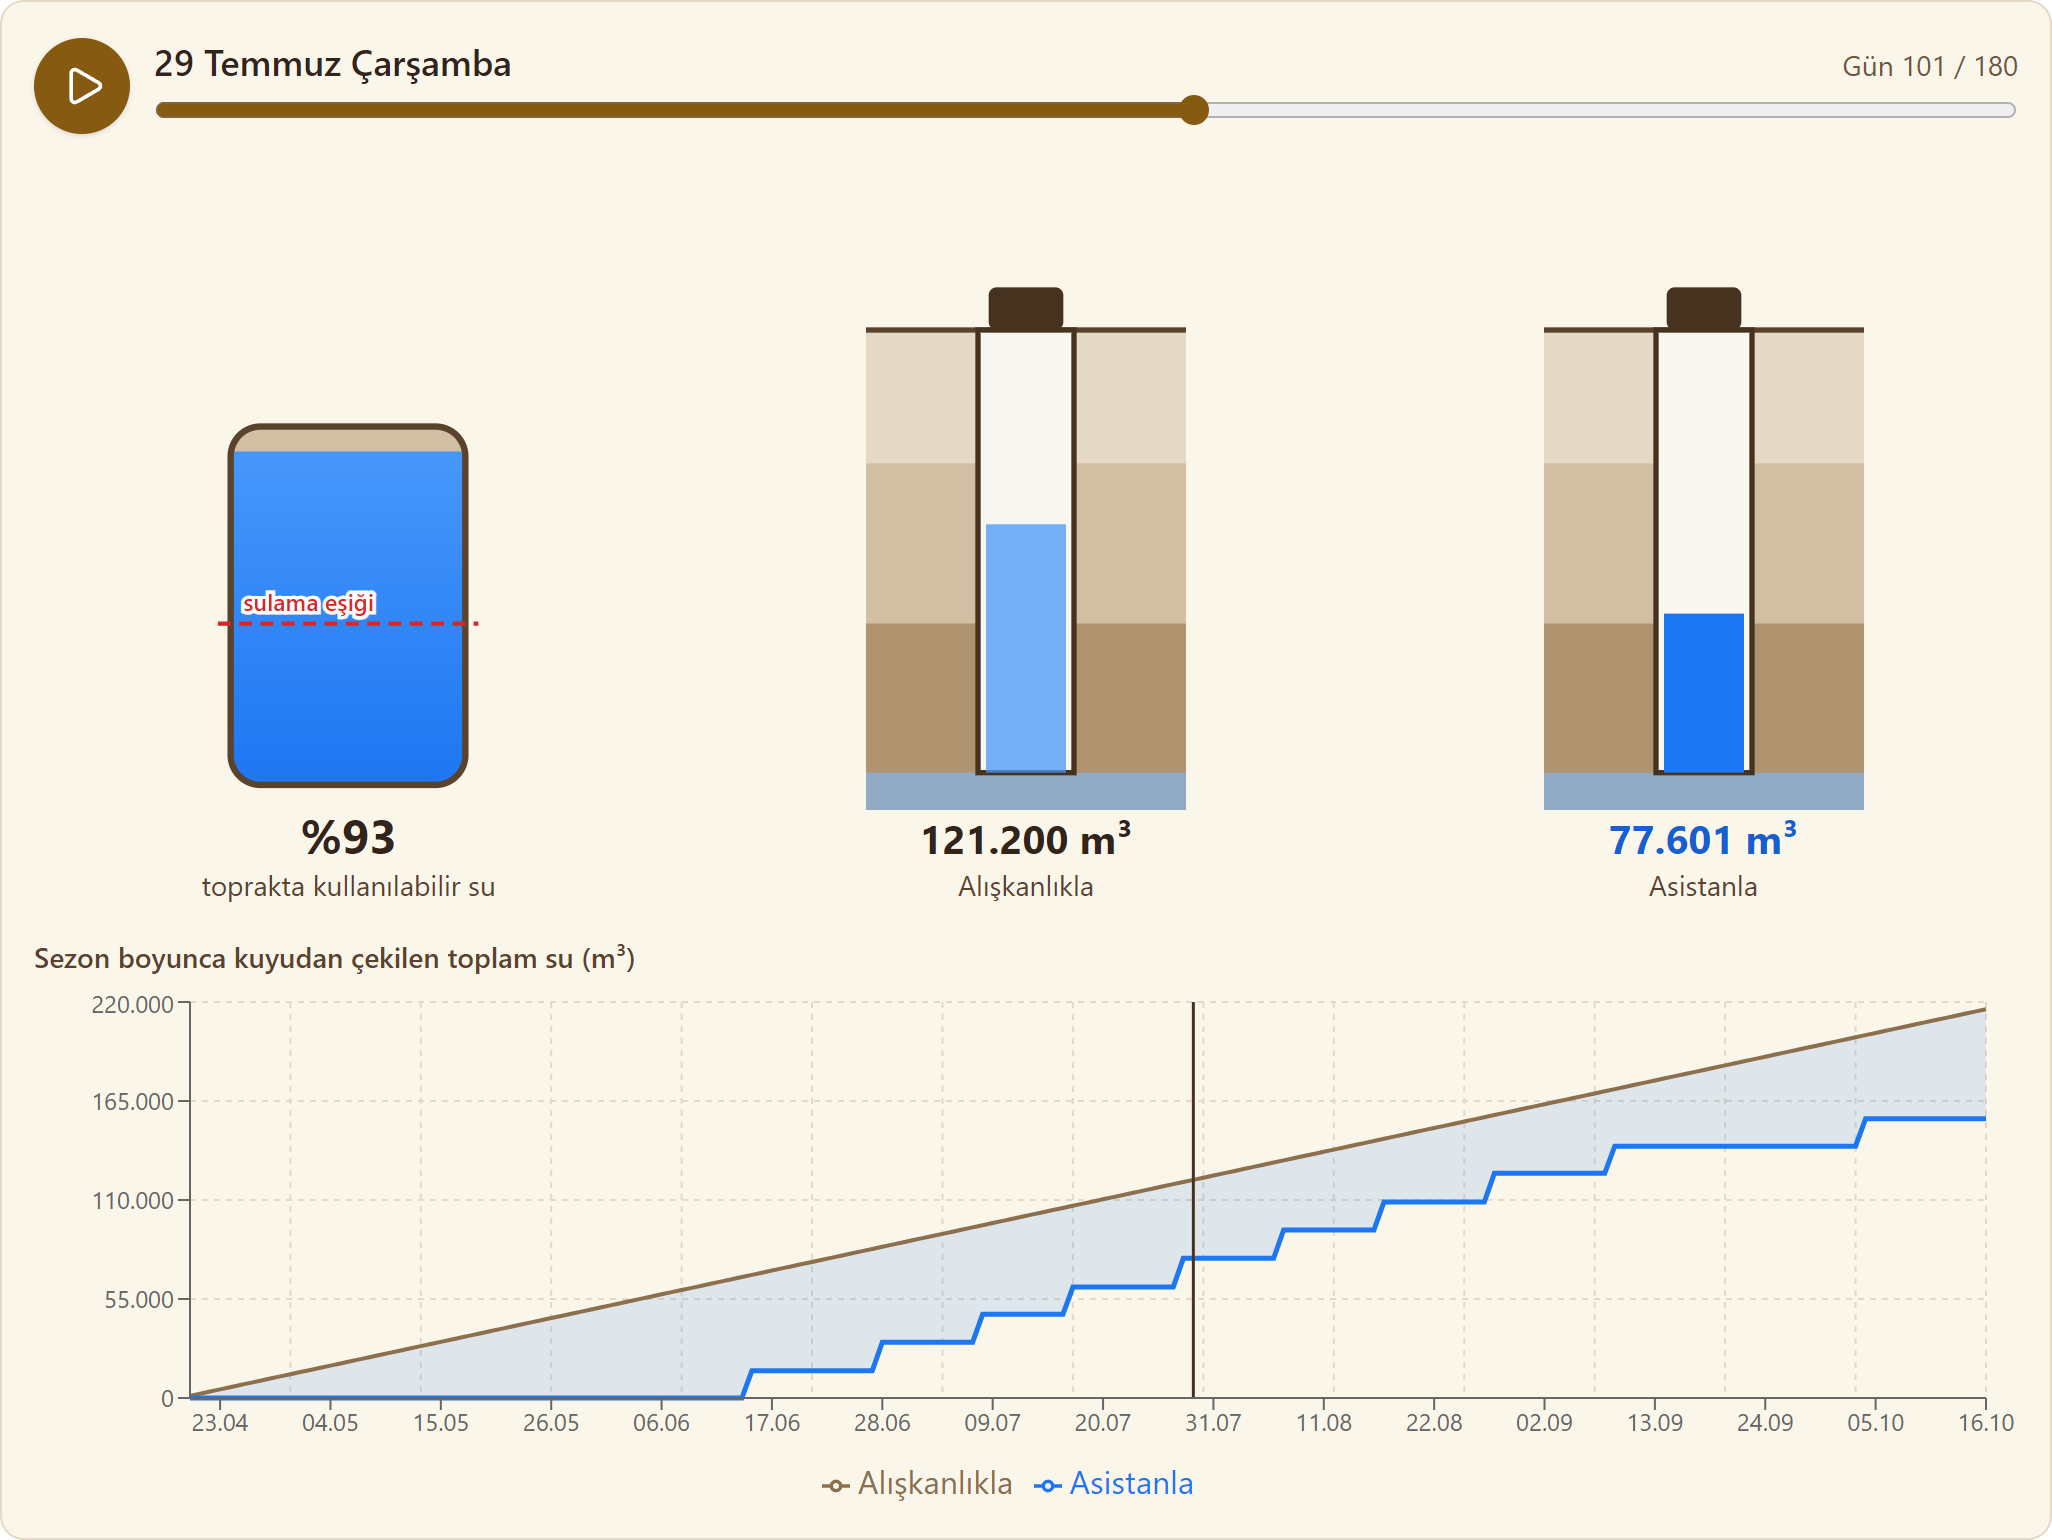 29 Temmuz Çarşamba
Gün 101 / 180
sulama eşiği
%93
toprakta kullanılabilir su
121.200 m³
Alışkanlıkla
77.601 m³
Asistanla
Sezon boyunca kuyudan çekilen toplam su (m³)
220.000
165.000
110.000
55.000
0
23.04 04.05 15.05 26.05 06.06 17.06 28.06 09.07 20.07 31.07 11.08 22.08 02.09 13.09 24.09 05.10 16.10
Alışkanlıkla Asistanla